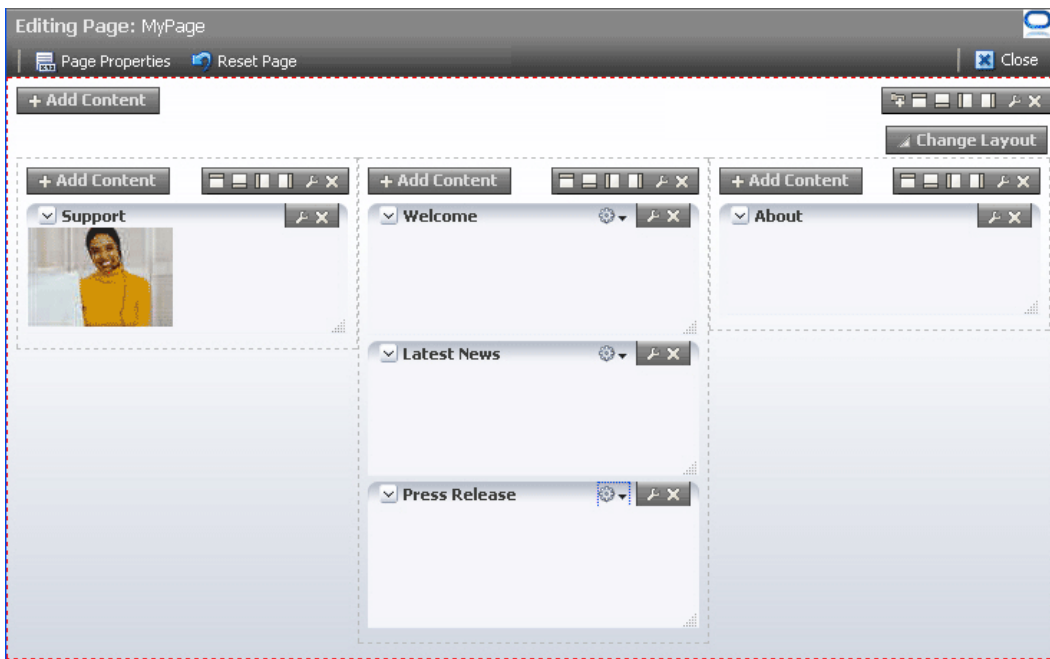 Editing Page: MyPage
Page Properties Reset Page Close
+ Add Content
Change Layout
+ Add Content + Add Content + Add Content
Support Welcome About
Latest News
Press Release